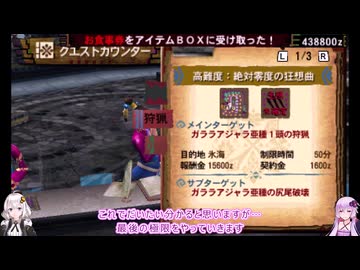 お食事券をアイテムＢＯＸに受け取った！
クエストカウンター
L 1/3 R
438800z
高難度：絶対零度の狂想曲
狩猟
メインターゲット
ガララアジャラ亜種１頭の狩猟
目的地 氷海 制限時間 50分
報酬金 15600z 契約金 1600z
サブターゲット
ガララアジャラ亜種の尻尾破壊
これでだいたい分かると思いますが…
最後の極限をやっていきます